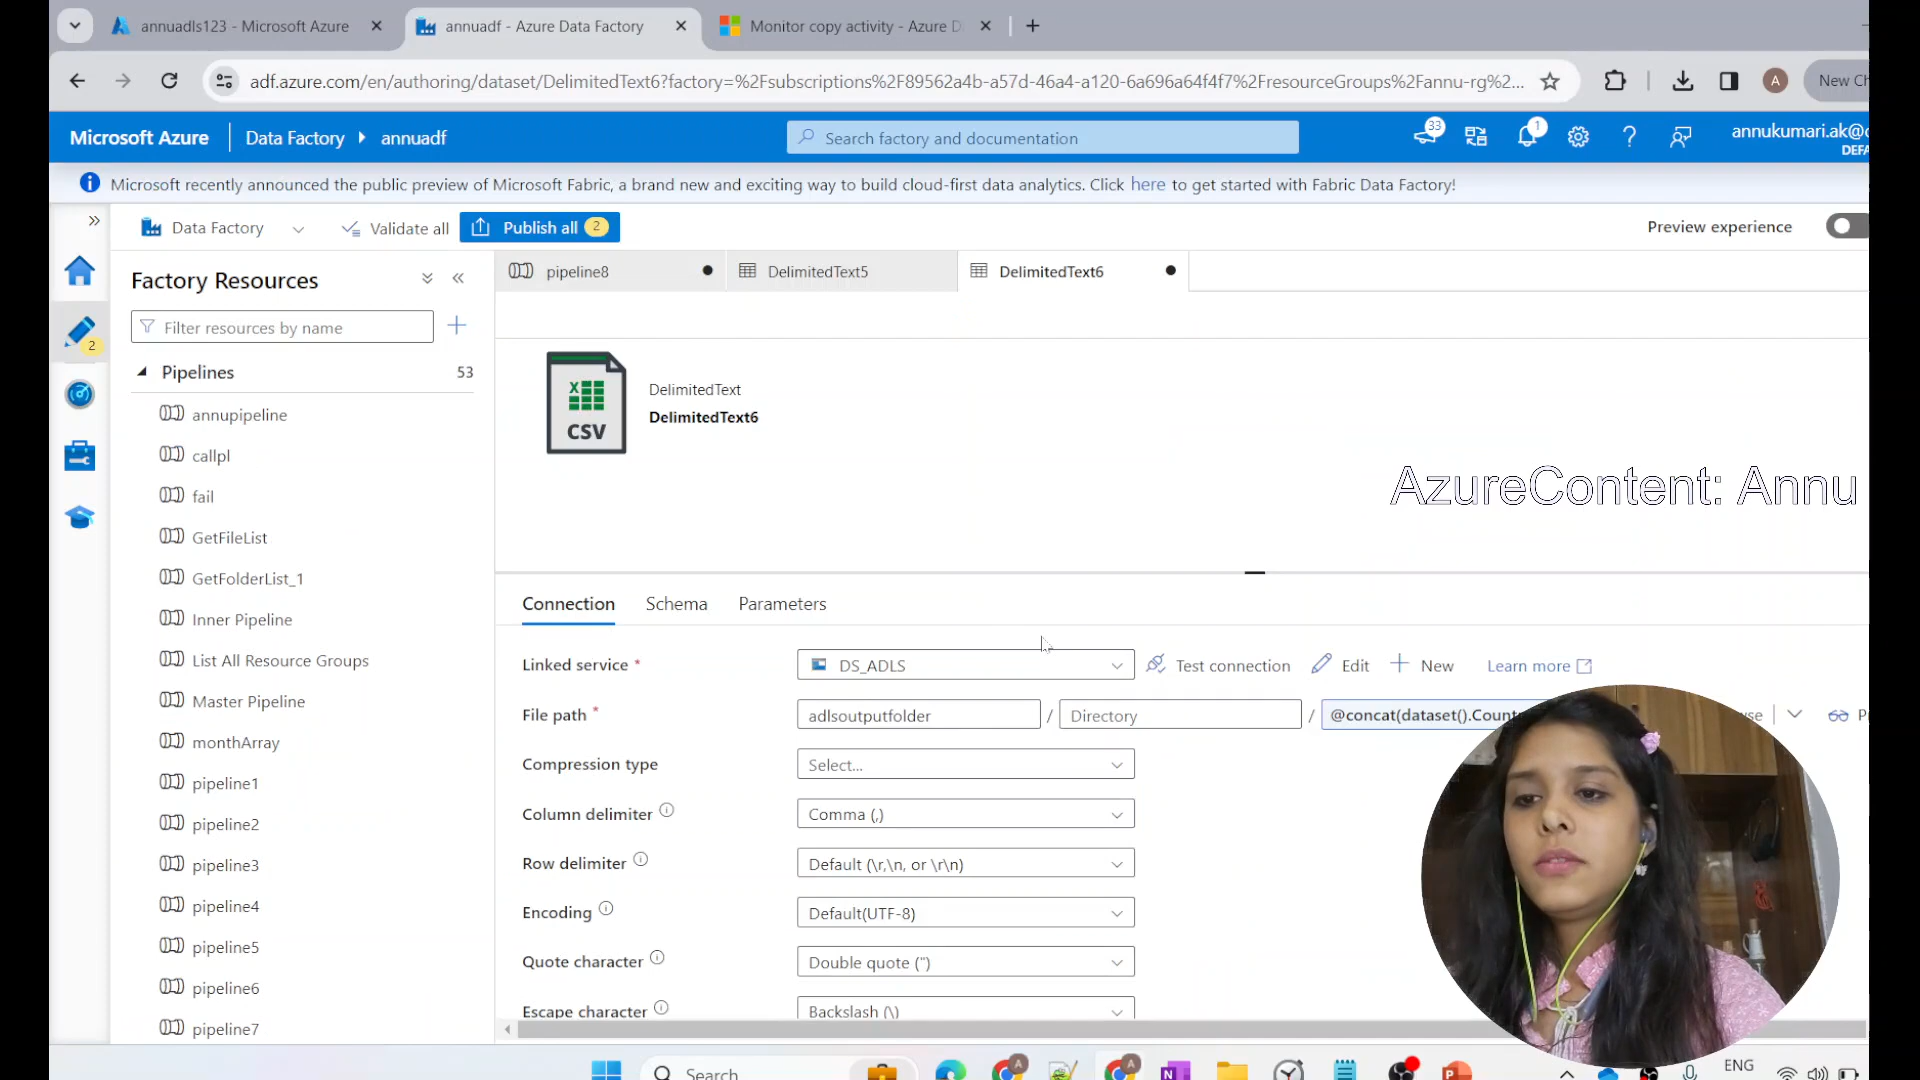 annuadls123 - Microsoft Azure
annuadf - Azure Data Factory
Monitor copy activity - Azure D
adf.azure.com/en/authoring/dataset/DelimitedText6?factory=%2Fsubscriptions%2F89562a4b-a57d-46a4-a120-6a696a64f4f7%2FresourceGroups%2Fannu-rg%2...
A
New Ch
Microsoft Azure
Data Factory
annuadf
Search factory and documentation
33
1
annukumari.ak@
DEFA
Microsoft recently announced the public preview of Microsoft Fabric, a brand new and exciting way to build cloud-first data analytics. Click here to get started with Fabric Data Factory!
Data Factory
Validate all
Publish all 2
Preview experience
Factory Resources
pipeline8
DelimitedText5
DelimitedText6
Filter resources by name
2
Pipelines 53
annupipeline
callpl
fail
GetFileList
GetFolderList_1
Inner Pipeline
List All Resource Groups
Master Pipeline
monthArray
pipeline1
pipeline2
pipeline3
pipeline4
pipeline5
pipeline6
pipeline7
X
CSV
DelimitedText
DelimitedText6
AzureContent: Annu
Connection
Schema
Parameters
Linked service *
DS_ADLS
Test connection
Edit
New
Learn more
File path *
adlsoutputfolder / Directory / @concat(dataset().Count
Compression type
Select...
Column delimiter
Comma (,)
Row delimiter
Default (\r,\n, or \r\n)
Encoding
Default(UTF-8)
Quote character
Double quote (")
Escape character
Backslash (\)
Search
A
A
ENG